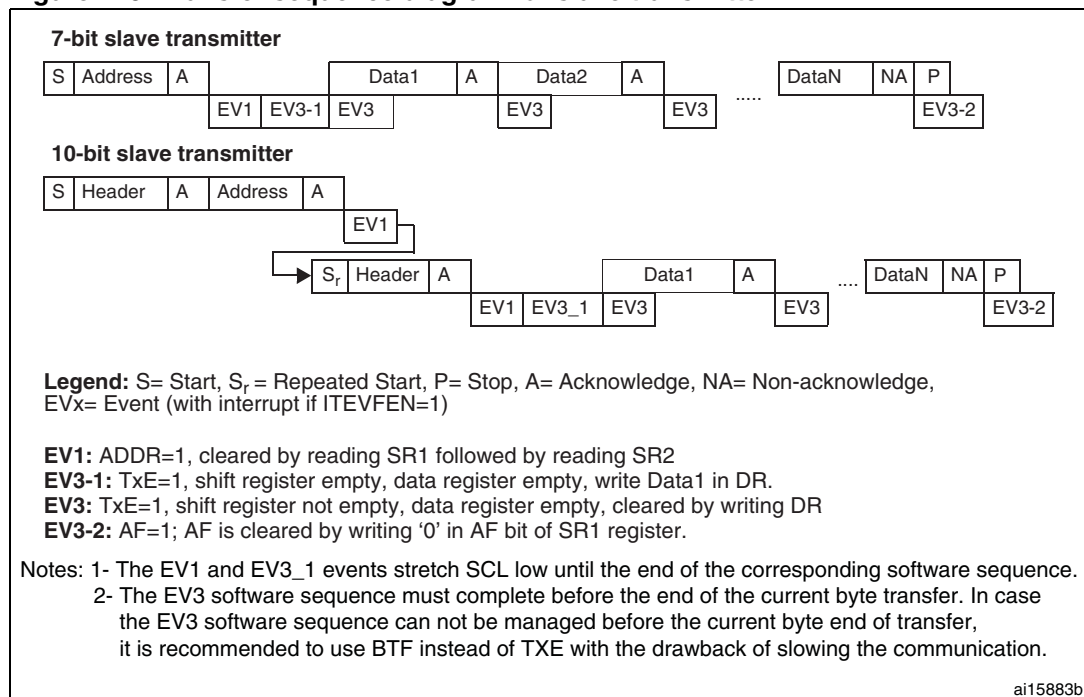 7-bit slave transmitter
S Address A Data1 A Data2 A ..... DataN NA P
EV1 EV3-1 EV3 EV3 EV3 EV3-2
10-bit slave transmitter
S Header A Address A
EV1
Sr Header A Data1 A .... DataN NA P
EV1 EV3_1 EV3 EV3 EV3-2
Legend: S= Start, Sr = Repeated Start, P= Stop, A= Acknowledge, NA= Non-acknowledge,
EVx= Event (with interrupt if ITEVFEN=1)
EV1: ADDR=1, cleared by reading SR1 followed by reading SR2
EV3-1: TxE=1, shift register empty, data register empty, write Data1 in DR.
EV3: TxE=1, shift register not empty, data register empty, cleared by writing DR
EV3-2: AF=1; AF is cleared by writing ‘0’ in AF bit of SR1 register.
Notes: 1- The EV1 and EV3_1 events stretch SCL low until the end of the corresponding software sequence.
2- The EV3 software sequence must complete before the end of the current byte transfer. In case
the EV3 software sequence can not be managed before the current byte end of transfer,
it is recommended to use BTF instead of TXE with the drawback of slowing the communication.
ai15883b